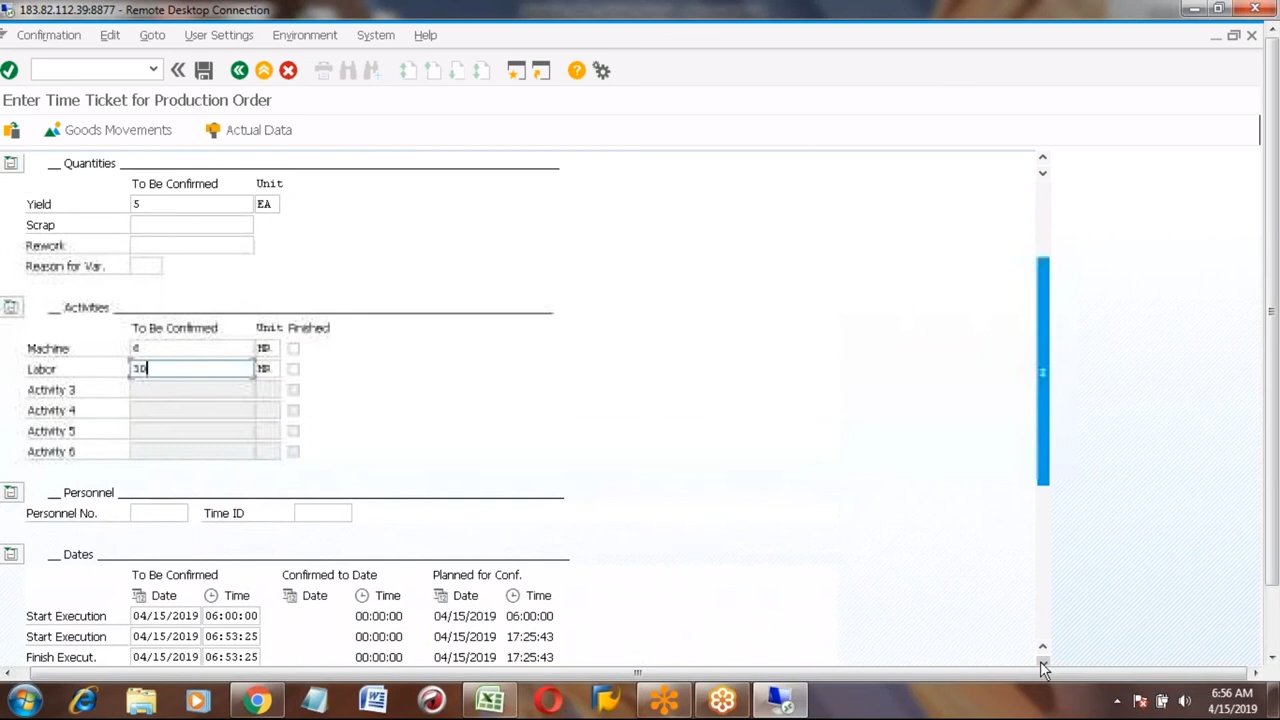 183.82.112.39:8877 - Remote Desktop Connection
Confirmation Edit Goto User Settings Environment System Help
Enter Time Ticket for Production Order
Goods Movements Actual Data
Quantities
To Be Confirmed Unit
Yield 5 EA
Scrap
Rework
Reason for Var.
Activities
To Be Confirmed Unit Finished
Machine
Labor
Activity 3
Activity 4
Activity 5
Activity 6
Personnel
Personnel No. Time ID
Dates
To Be Confirmed Confirmed to Date Planned for Conf.
Date Time Date Time Date Time
Start Execution 04/15/2019 06:00:00 00:00:00 04/15/2019 06:00:00
Start Execution 04/15/2019 06:53:25 00:00:00 04/15/2019 17:25:43
Finish Execut. 04/15/2019 06:53:25 00:00:00 04/15/2019 17:25:43
6:56 AM
4/15/2019